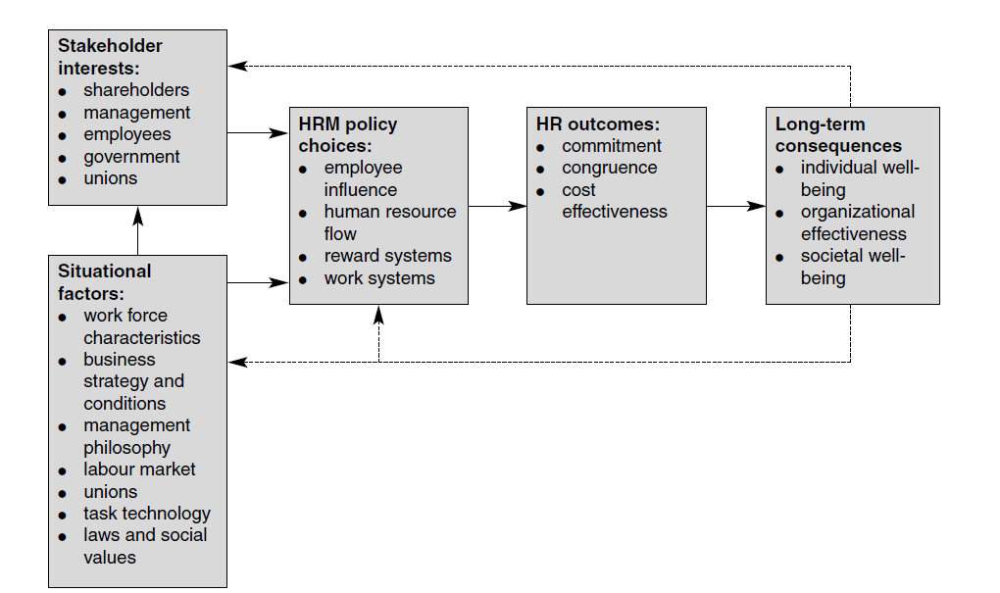 Stakeholder
interests:
● shareholders
● management
● employees
● government
● unions
HRM policy
choices:
● employee
influence
● human resource
flow
● reward systems
● work systems
HR outcomes:
● commitment
● congruence
● cost
effectiveness
Long-term
consequences
● individual well-
being
● organizational
effectiveness
● societal well-
being
Situational
factors:
● work force
characteristics
● business
strategy and
conditions
● management
philosophy
● labour market
● unions
● task technology
● laws and social
values